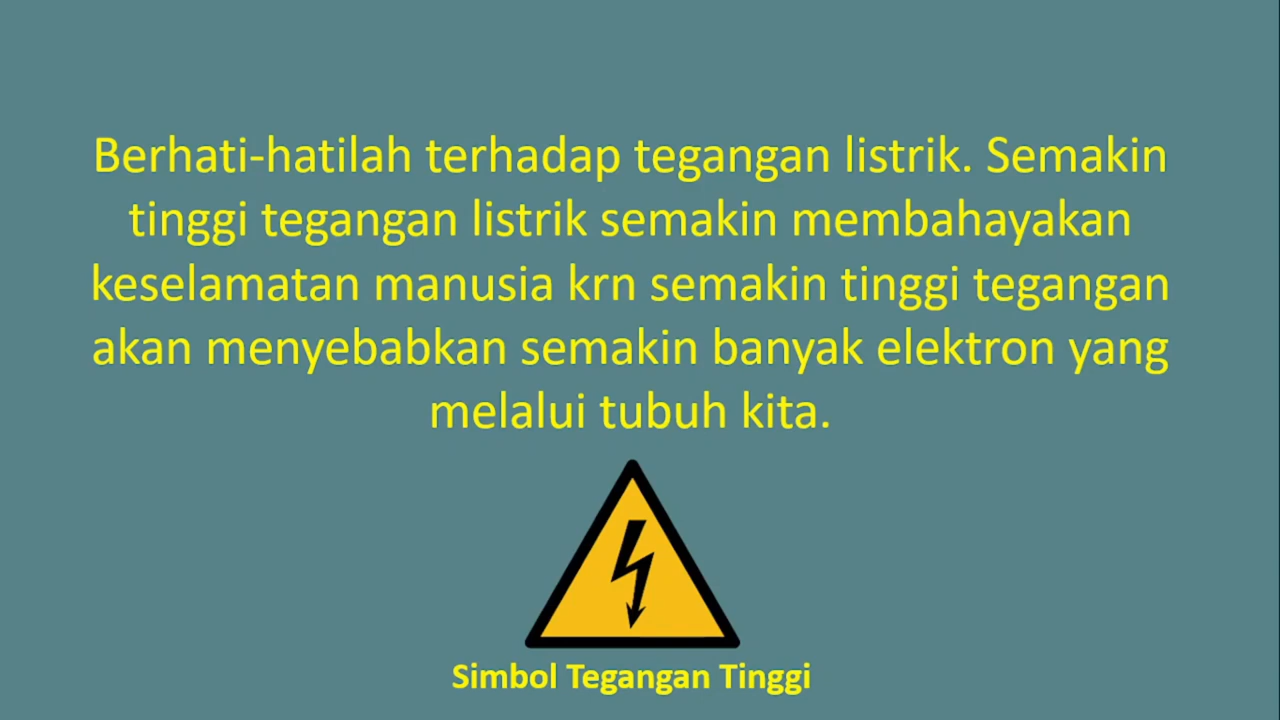 Berhati-hatilah terhadap tegangan listrik. Semakin
tinggi tegangan listrik semakin membahayakan
keselamatan manusia krn semakin tinggi tegangan
akan menyebabkan semakin banyak elektron yang
melalui tubuh kita.
Simbol Tegangan Tinggi